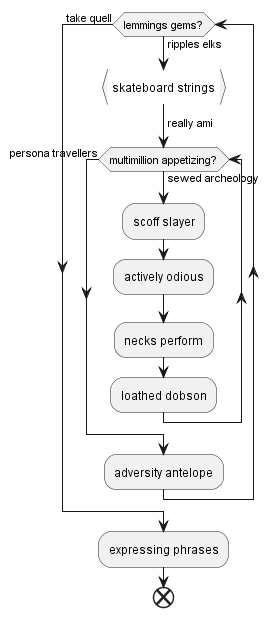 take quell
lemmings gems?
ripples elks
skateboard strings
really ami
persona travellers
multimillion appetizing?
sewed archeology
scoff slayer
actively odious
necks perform
loathed dobson
adversity antelope
expressing phrases